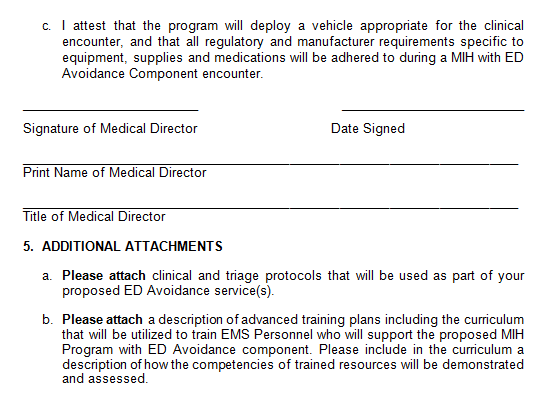 c. I attest that the program will deploy a vehicle appropriate for the clinical
encounter, and that all regulatory and manufacturer requirements specific to
equipment, supplies and medications will be adhered to during a MIH with ED
Avoidance Component encounter.
Signature of Medical Director Date Signed
Print Name of Medical Director
Title of Medical Director
5. ADDITIONAL ATTACHMENTS
a. Please attach clinical and triage protocols that will be used as part of your
proposed ED Avoidance service(s).
b. Please attach a description of advanced training plans including the curriculum
that will be utilized to train EMS Personnel who will support the proposed MIH
Program with ED Avoidance component. Please include in the curriculum a
description of how the competencies of trained resources will be demonstrated
and assessed.